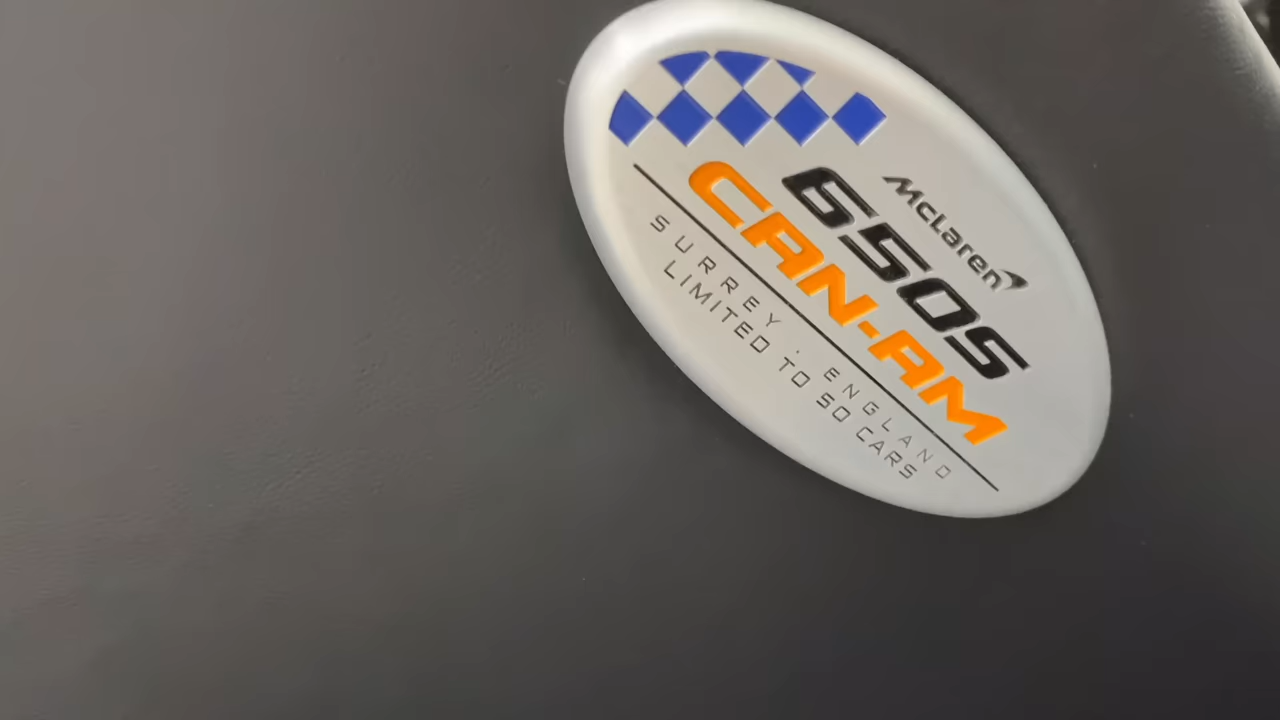 McLaren
650S
CAN-AM
SURREY . ENGLAND
LIMITED TO 50 CARS